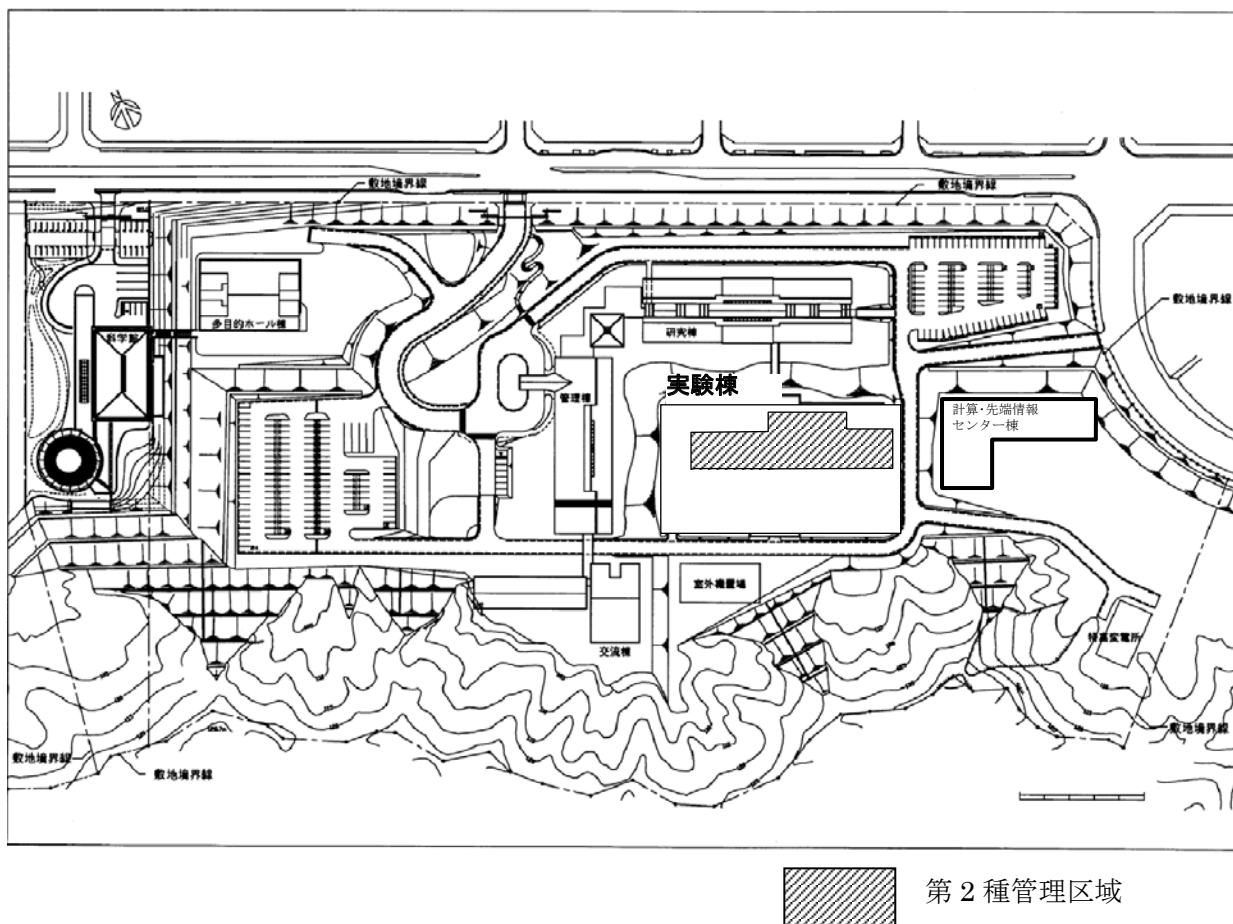 敷地境界線
敷地境界線
敷地境界線
多目的ホール棟
科学館
研究棟
実験棟
管理棟
計算・先端情報
センター棟
室外機置場
交流棟
特高変電所
敷地境界線
敷地境界線
敷地境界線
第2種管理区域